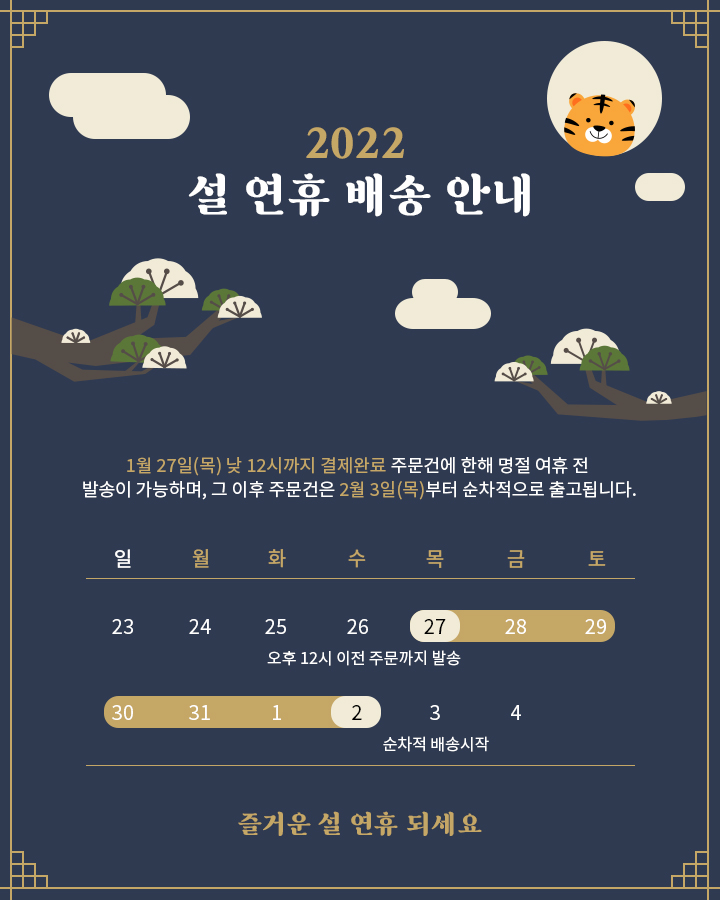 2022
설 연휴 배송 안내
1월 27일(목) 낮 12시까지 결제완료 주문건에 한해 명절 여휴 전
발송이 가능하며, 그 이후 주문건은 2월 3일(목)부터 순차적으로 출고됩니다.
일 월 화 수 목 금 토
23 24 25 26 27 28 29
오후 12시 이전 주문까지 발송
30 31 1 2 3 4
순차적 배송시작
즐거운 설 연휴 되세요